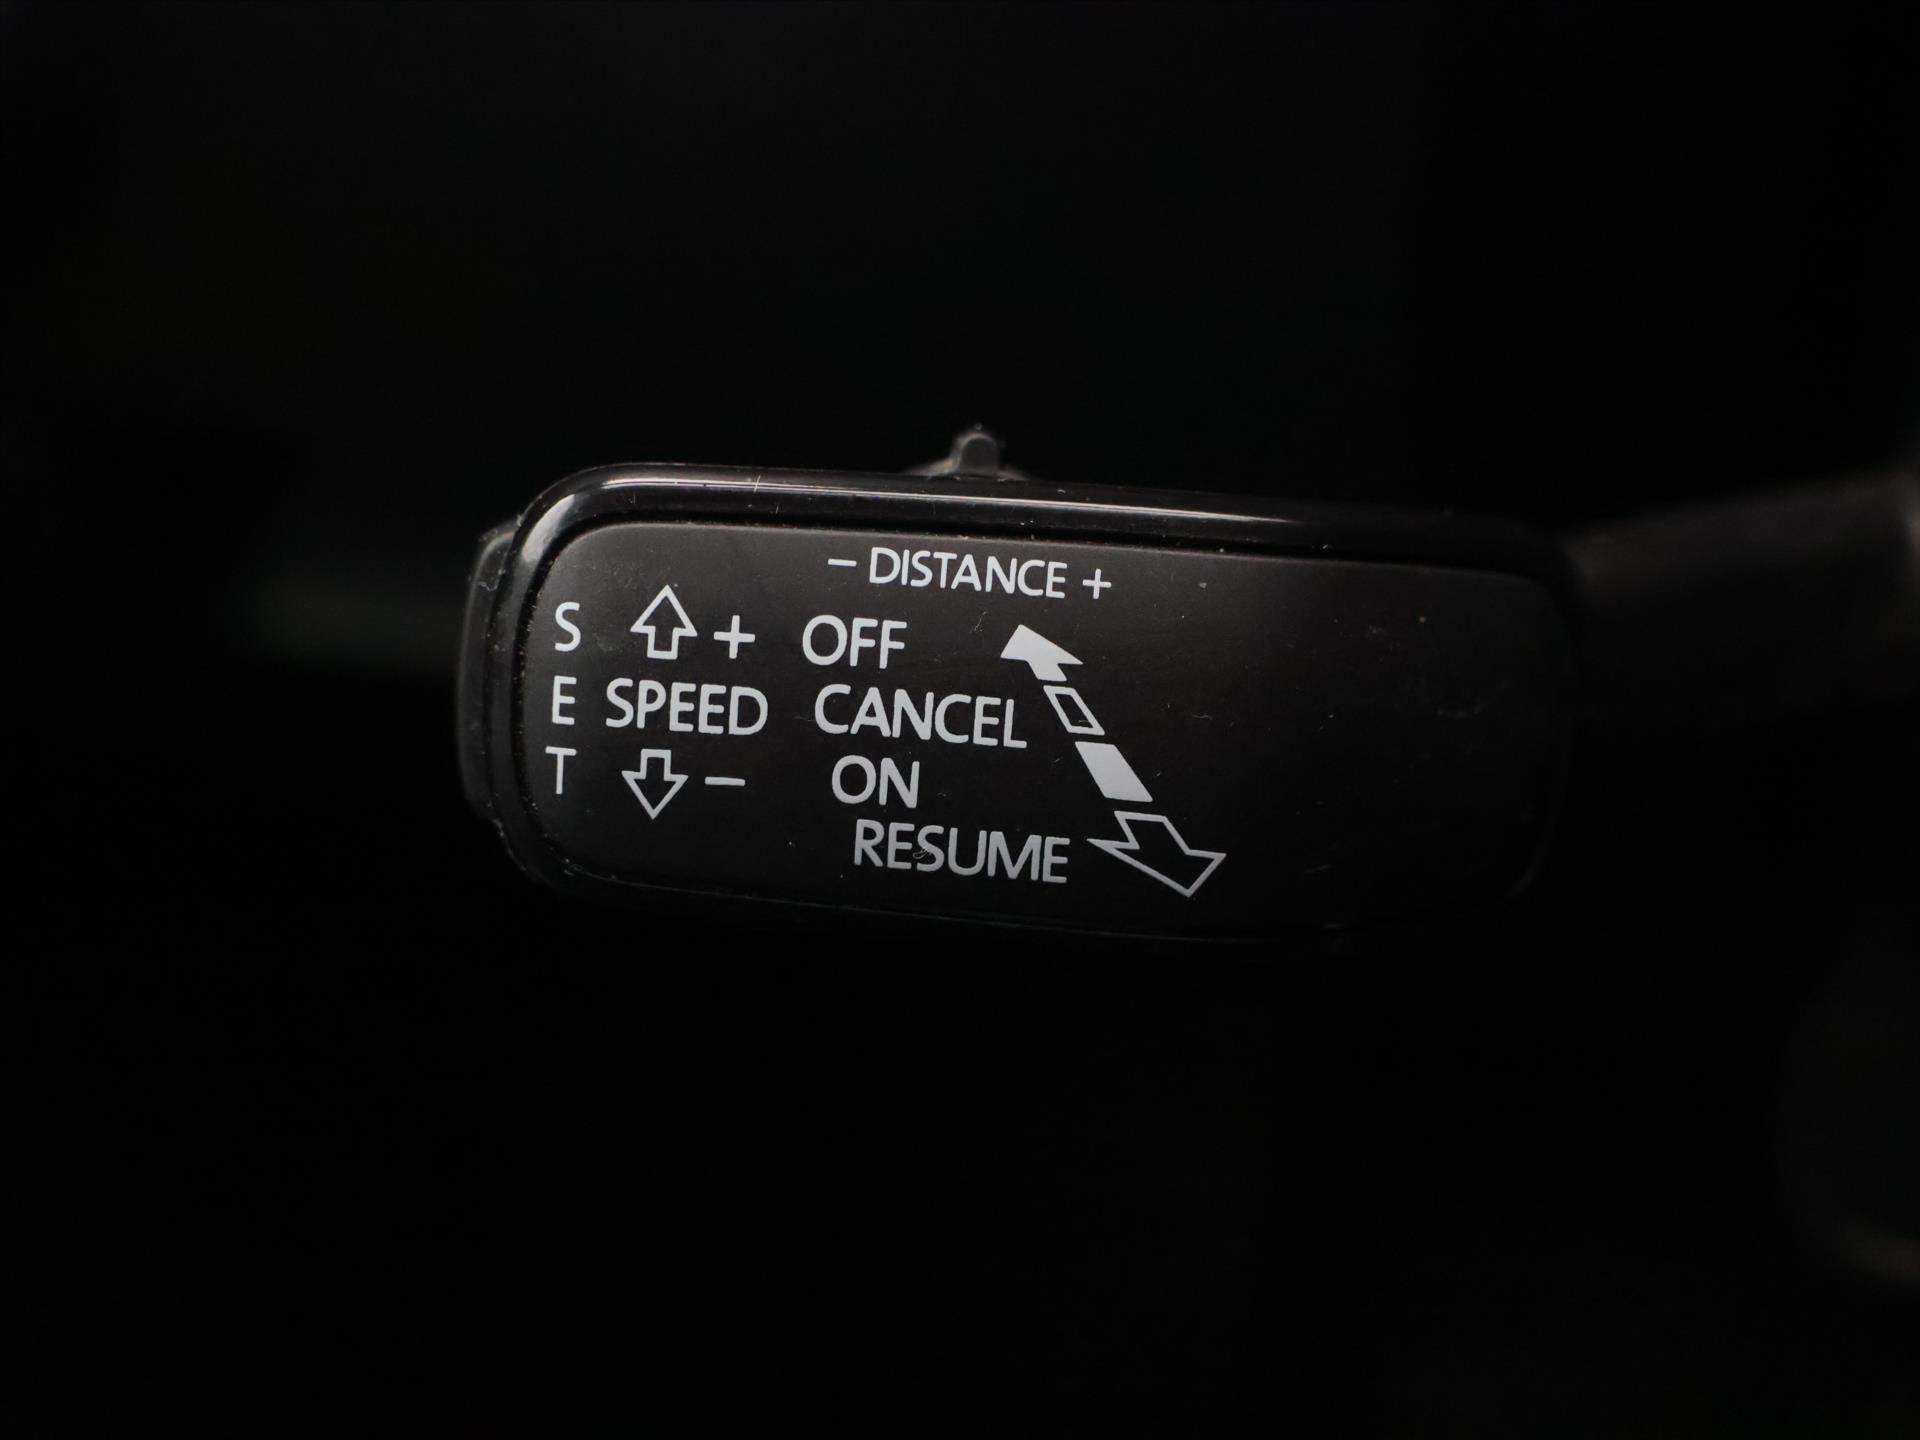 − DISTANCE +
S + OFF
E SPEED CANCEL
T − ON
RESUME